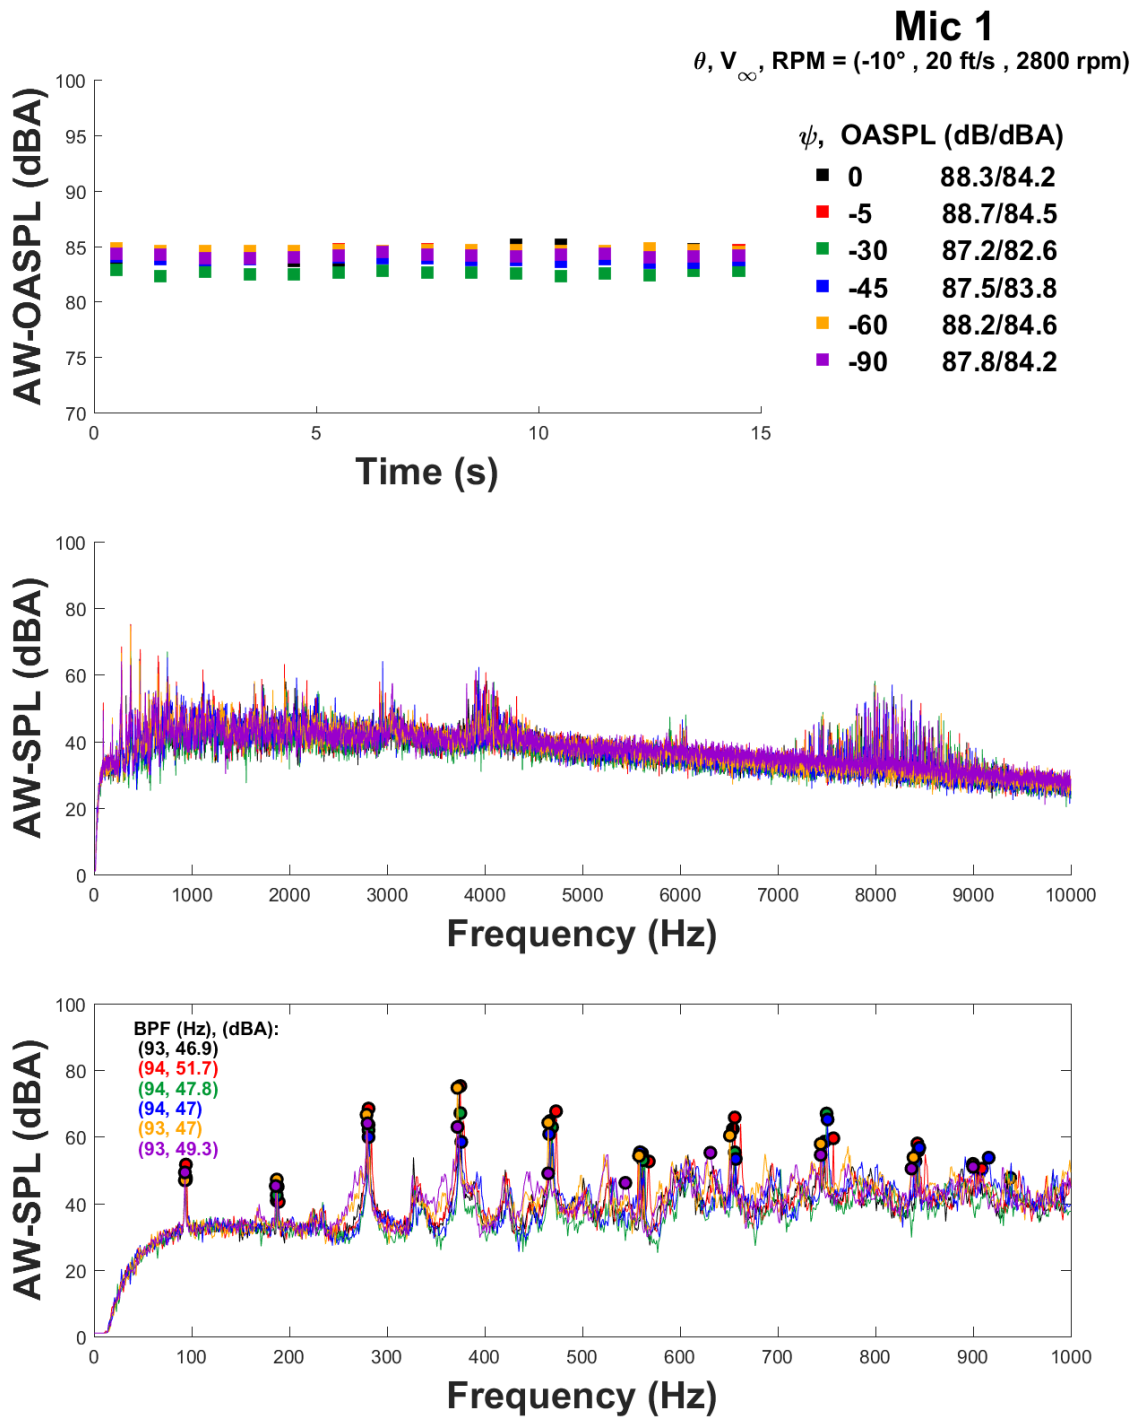 Mic 1
θ, V∞, RPM = (-10° , 20 ft/s , 2800 rpm)
ψ, OASPL (dB/dBA)
0 88.3/84.2
-5 88.7/84.5
-30 87.2/82.6
-45 87.5/83.8
-60 88.2/84.6
-90 87.8/84.2
AW-OASPL (dBA)
100
95
90
85
80
75
70
0 5 10 15
Time (s)
AW-SPL (dBA)
100
80
60
40
20
0
0 1000 2000 3000 4000 5000 6000 7000 8000 9000 10000
Frequency (Hz)
AW-SPL (dBA)
100
80
60
40
20
0
BPF (Hz), (dBA):
(93, 46.9)
(94, 51.7)
(94, 47.8)
(94, 47)
(93, 47)
(93, 49.3)
0 100 200 300 400 500 600 700 800 900 1000
Frequency (Hz)